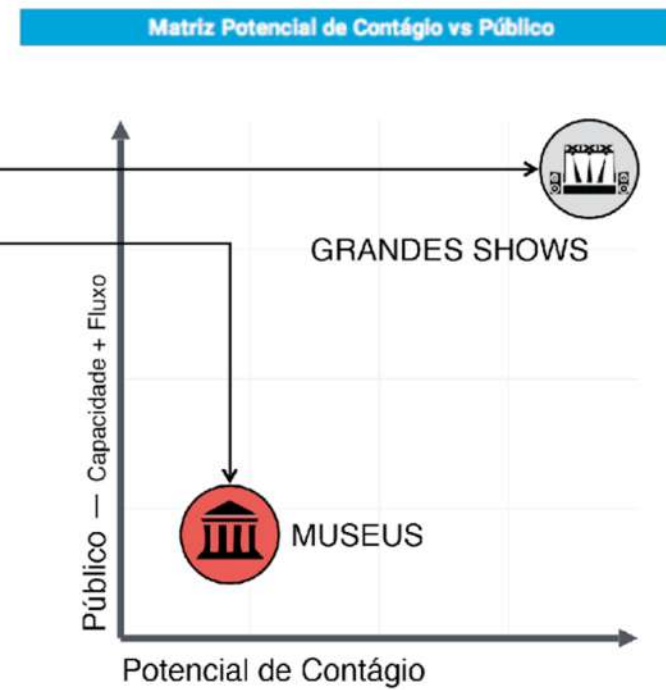 Matriz Potencial de Contágio vs Público
GRANDES SHOWS
Público — Capacidade + Fluxo
MUSEUS
Potencial de Contágio